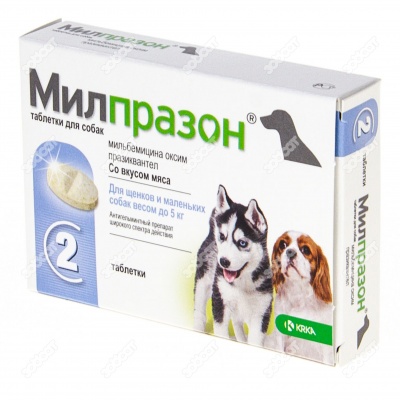 Милпразон®
таблетки для собак
мильбемицина оксим
празиквантел
Со вкусом мяса
Для щенков и маленьких
собак весом до 5 кг
Антигельминтный препарат
широкого спектра действия
2
таблетки
KRKA
2
таблетки
Милпразон®